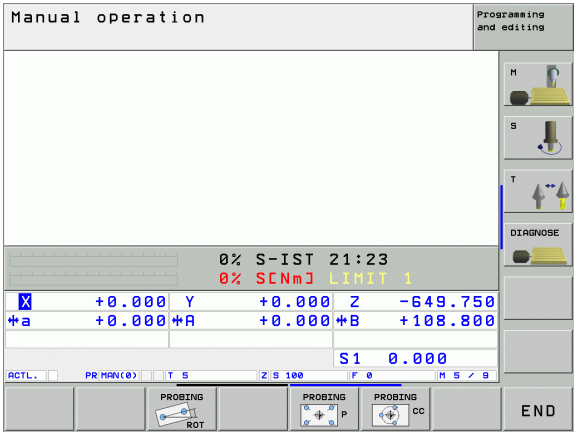 Manual operation
Programming
and editing
M
S
T
DIAGNOSE
0% S-IST 21:23
0% S[Nm] LIMIT 1
X +0.000 Y +0.000 Z -649.750
a +0.000 A +0.000 B +108.800
S1 0.000
ACTL. PR MAN(0) T 5 Z S 100 F 0 M 5 / 9
PROBING
ROT
PROBING
P
PROBING
CC
END